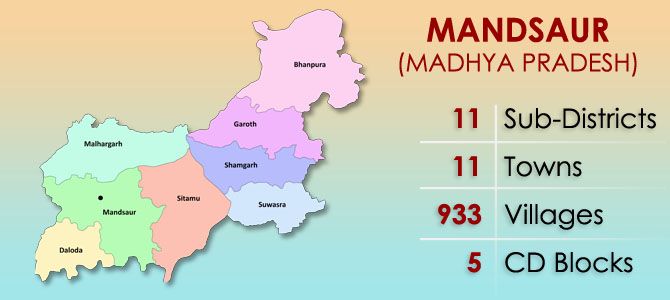 MANDSAUR
(MADHYA PRADESH)
11 Sub-Districts
11 Towns
933 Villages
5 CD Blocks
Bhanpura
Garoth
Malhargarh
Shamgarh
Sitamu
Suwasra
Mandsaur
Daloda